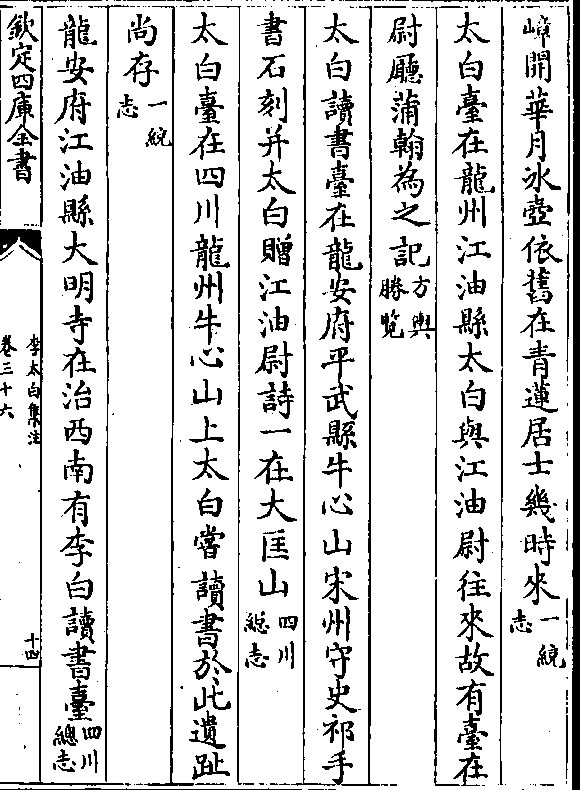 嶂開華月冰壺依舊在青蓮居士幾時來一統志
太白臺在龍州江油縣太白與江油尉往來故有臺在
尉廳蒲翰為之記方輿勝覽
太白讀書臺在龍安府平武縣牛心山宋州守史祁手
書石刻并太白贈江油尉詩一在大匡山四川總志
太白臺在四川龍州牛心山上太白嘗讀書於此遺趾
尚存一統志
龍安府江油縣大明寺在治西南有李白讀書臺四川總志
欽定四庫全書
李太白集注
卷三十六
十四